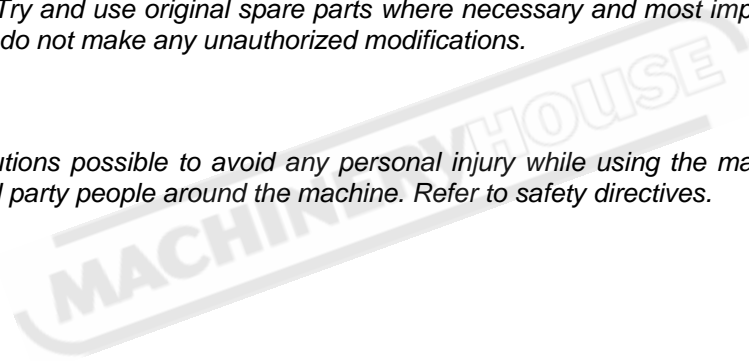 Try and use original spare parts where necessary and most imp
do not make any unauthorized modifications.
utions possible to avoid any personal injury while using the ma
party people around the machine. Refer to safety directives.
MACHINERYHOUSE